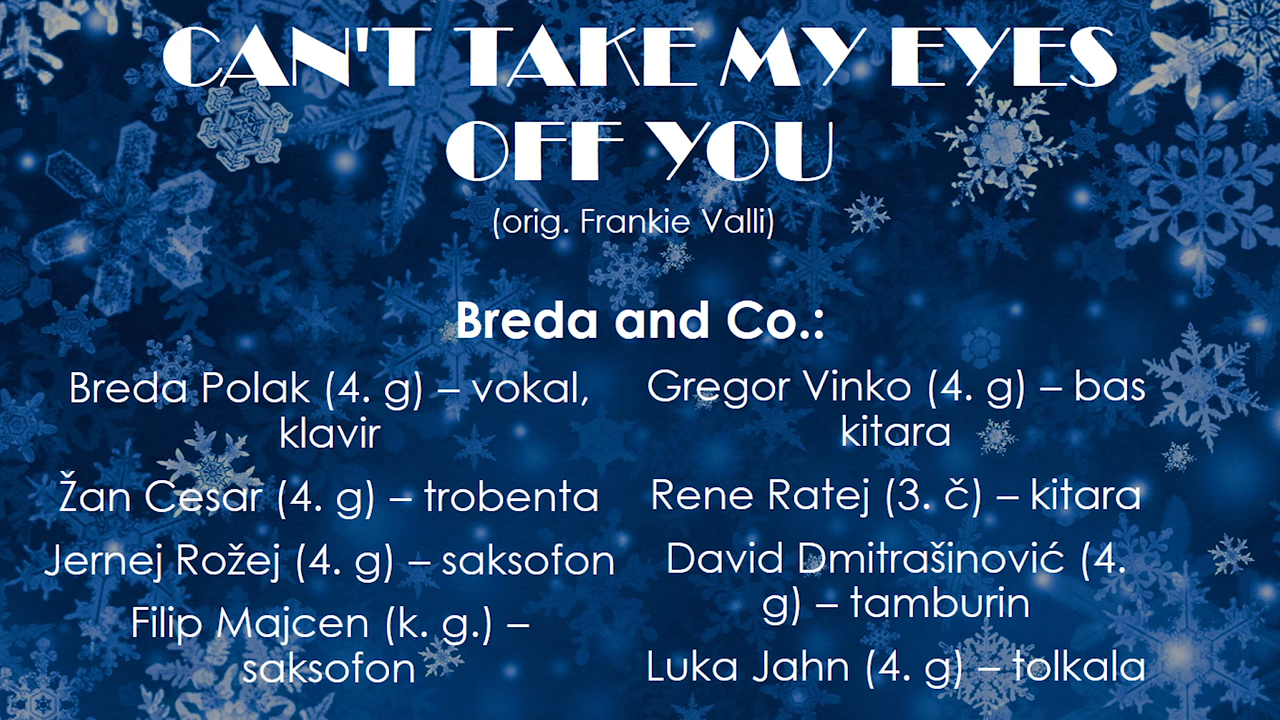 CAN'T TAKE MY EYES
OFF YOU
(orig. Frankie Valli)
Breda and Co.:
Breda Polak (4. g) – vokal,
klavir
Žan Cesar (4. g) – trobenta
Jernej Rožej (4. g) – saksofon
Filip Majcen (k. g.) –
saksofon
Gregor Vinko (4. g) – bas
kitara
Rene Ratej (3. č) – kitara
David Dmitrašinović (4.
g) – tamburin
Luka Jahn (4. g) – tolkala